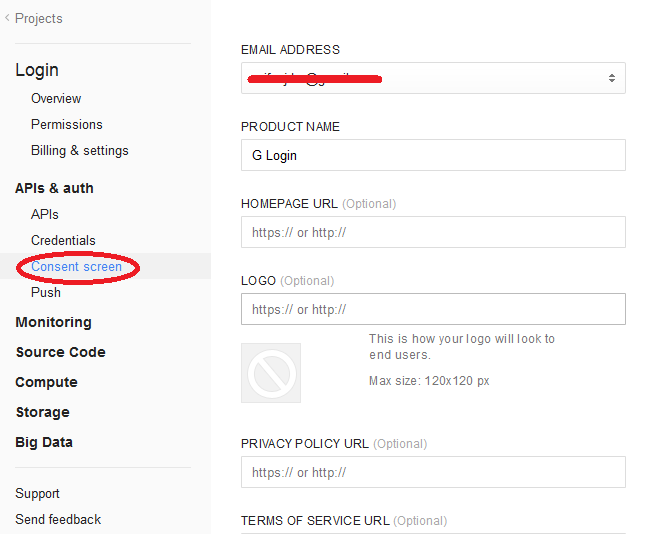 Projects
Login
Overview
Permissions
Billing & settings
APIs & auth
APIs
Credentials
Consent screen
Push
Monitoring
Source Code
Compute
Storage
Big Data
Support
Send feedback
EMAIL ADDRESS
PRODUCT NAME
G Login
HOMEPAGE URL (Optional)
https:// or http://
LOGO (Optional)
https:// or http://
This is how your logo will look to
end users.
Max size: 120x120 px
PRIVACY POLICY URL (Optional)
https:// or http://
TERMS OF SERVICE URL (Optional)